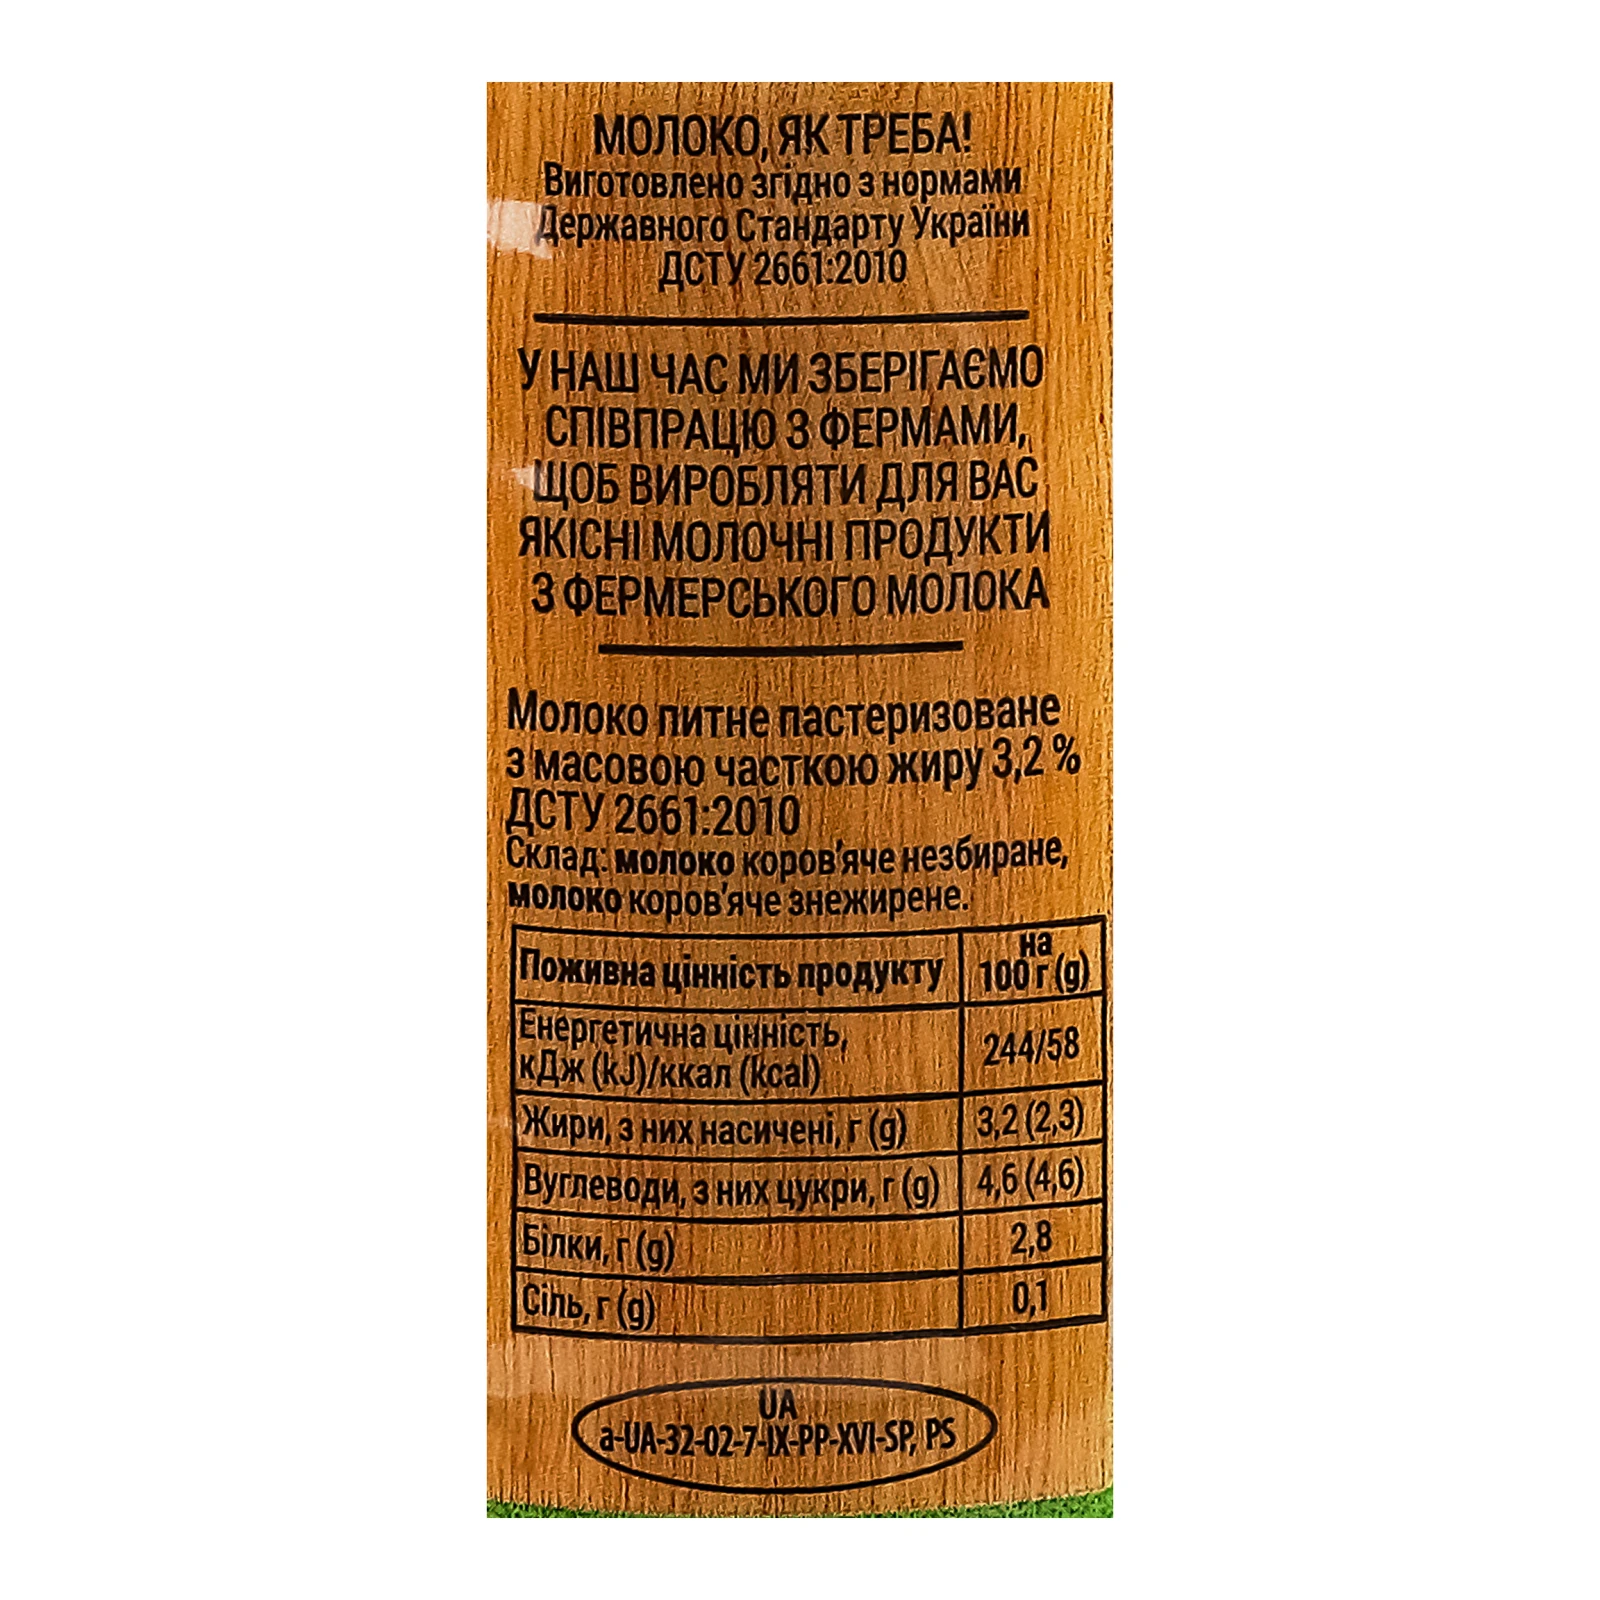 МОЛОКО, ЯК ТРЕБА!
Виготовлено згідно з нормами
Державного Стандарту України
ДСТУ 2661:2010
У НАШ ЧАС МИ ЗБЕРІГАЄМО
СПІВПРАЦЮ З ФЕРМАМИ,
ЩОБ ВИРОБЛЯТИ ДЛЯ ВАС
ЯКІСНІ МОЛОЧНІ ПРОДУКТИ
З ФЕРМЕРСЬКОГО МОЛОКА
Молоко питне пастеризоване
з масовою часткою жиру 3,2 %
ДСТУ 2661:2010
Склад: молоко коров'яче незбиране,
молоко коров'яче знежирене.
Поживна цінність продукту на 100 г (g)
Енергетична цінність,
кДж (kJ)/ккал (kcal) 244/58
Жири, з них насичені, г (g) 3,2 (2,3)
Вуглеводи, з них цукри, г (g) 4,6 (4,6)
Білки, г (g) 2,8
Сіль, г (g) 0,1
UA
a-UA-32-02-7-IX-PP-XVI-SP, PS